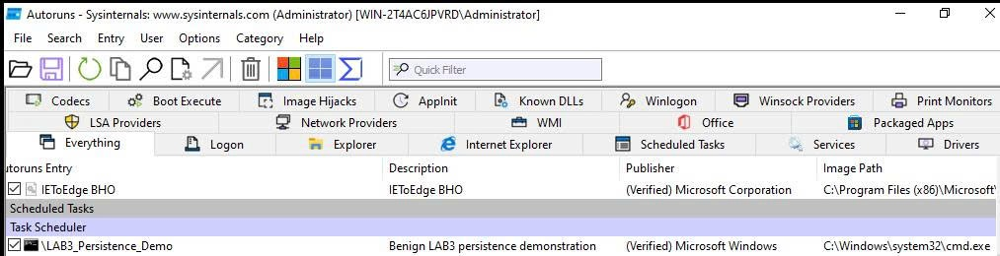 Autoruns - Sysinternals: www.sysinternals.com (Administrator) [WIN-2T4AC6JPVRD\Administrator]
File Search Entry User Options Category Help
Quick Filter
Codecs Boot Execute Image Hijacks AppInit Known DLLs Winlogon Winsock Providers Print Monitors
LSA Providers Network Providers WMI Office Packaged Apps
Everything Logon Explorer Internet Explorer Scheduled Tasks Services Drivers
utoruns Entry Description Publisher Image Path
IEToEdge BHO IEToEdge BHO (Verified) Microsoft Corporation C:\Program Files (x86)\Microsoft\
Scheduled Tasks
Task Scheduler
\LAB3_Persistence_Demo Benign LAB3 persistence demonstration (Verified) Microsoft Windows C:\Windows\system32\cmd.exe